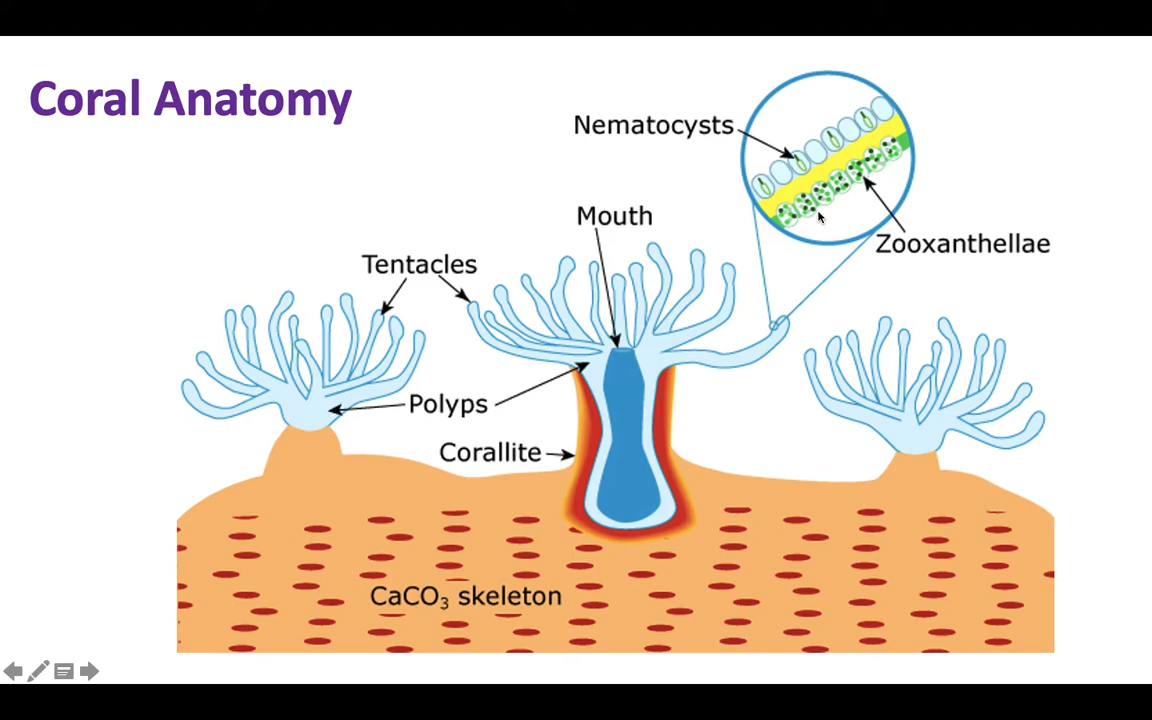 Coral Anatomy
Nematocysts
Mouth
Zooxanthellae
Tentacles
Polyps
Corallite
CaCO₃ skeleton